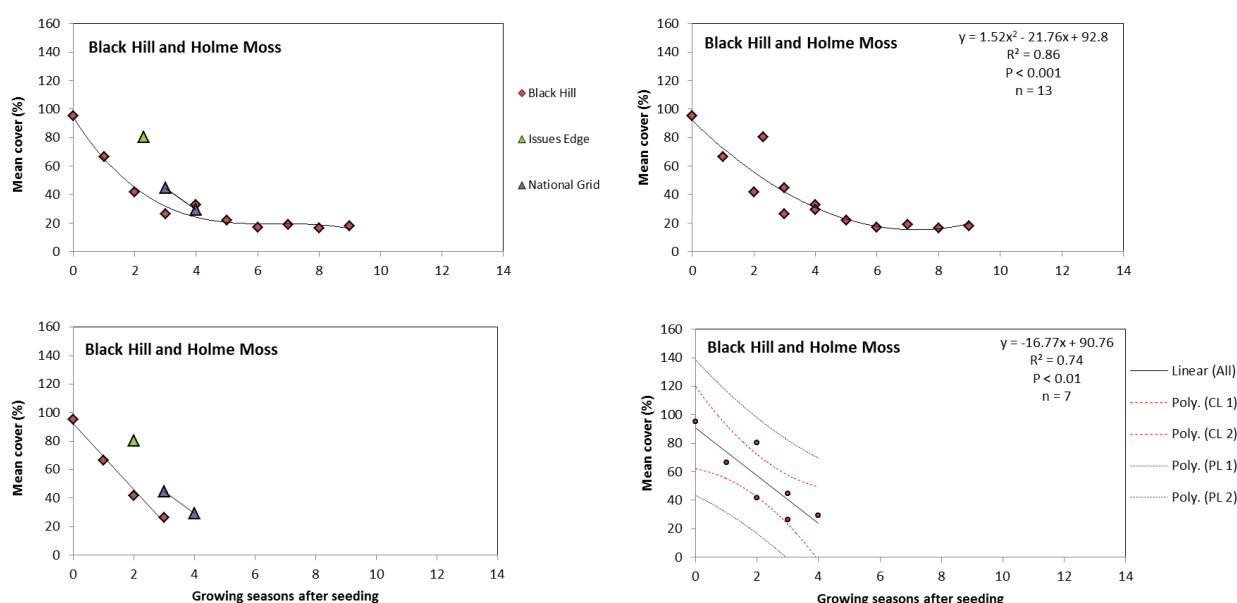 160
140
120
100
80
60
40
20
0
Mean cover (%)
Black Hill and Holme Moss
0 2 4 6 8 10 12 14
Black Hill
Issues Edge
National Grid
160
140
120
100
80
60
40
20
0
Mean cover (%)
Black Hill and Holme Moss
y = 1.52x² - 21.76x + 92.8
R² = 0.86
P < 0.001
n = 13
0 2 4 6 8 10 12 14
160
140
120
100
80
60
40
20
0
Mean cover (%)
Black Hill and Holme Moss
0 2 4 6 8 10 12 14
Growing seasons after seeding
160
140
120
100
80
60
40
20
0
Mean cover (%)
Black Hill and Holme Moss
y = -16.77x + 90.76
R² = 0.74
P < 0.01
n = 7
0 2 4 6 8 10 12 14
Growing seasons after seeding
Linear (All)
Poly. (CL 1)
Poly. (CL 2)
Poly. (PL 1)
Poly. (PL 2)